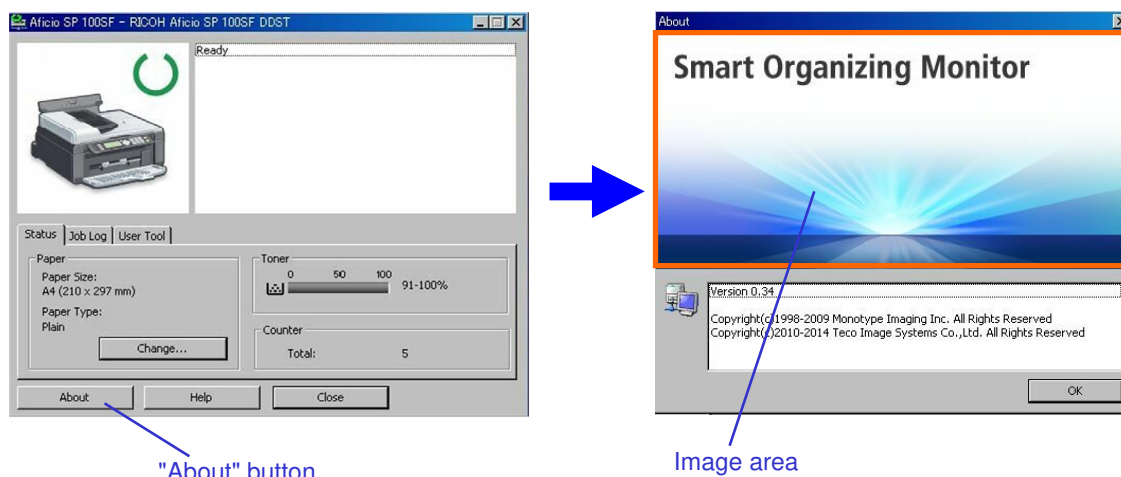 Aficio SP 100SF - RICOH Aficio SP 100SF DDST
Ready
Status
Job Log
User Tool
Paper
Paper Size:
A4 (210 x 297 mm)
Paper Type:
Plain
Change...
Toner
0 50 100
91-100%
Counter
Total: 5
About
Help
Close
"About" button
About
Smart Organizing Monitor
Version 0.34
Copyright(c)1998-2009 Monotype Imaging Inc. All Rights Reserved
Copyright(c)2010-2014 Teco Image Systems Co.,Ltd. All Rights Reserved
OK
Image area